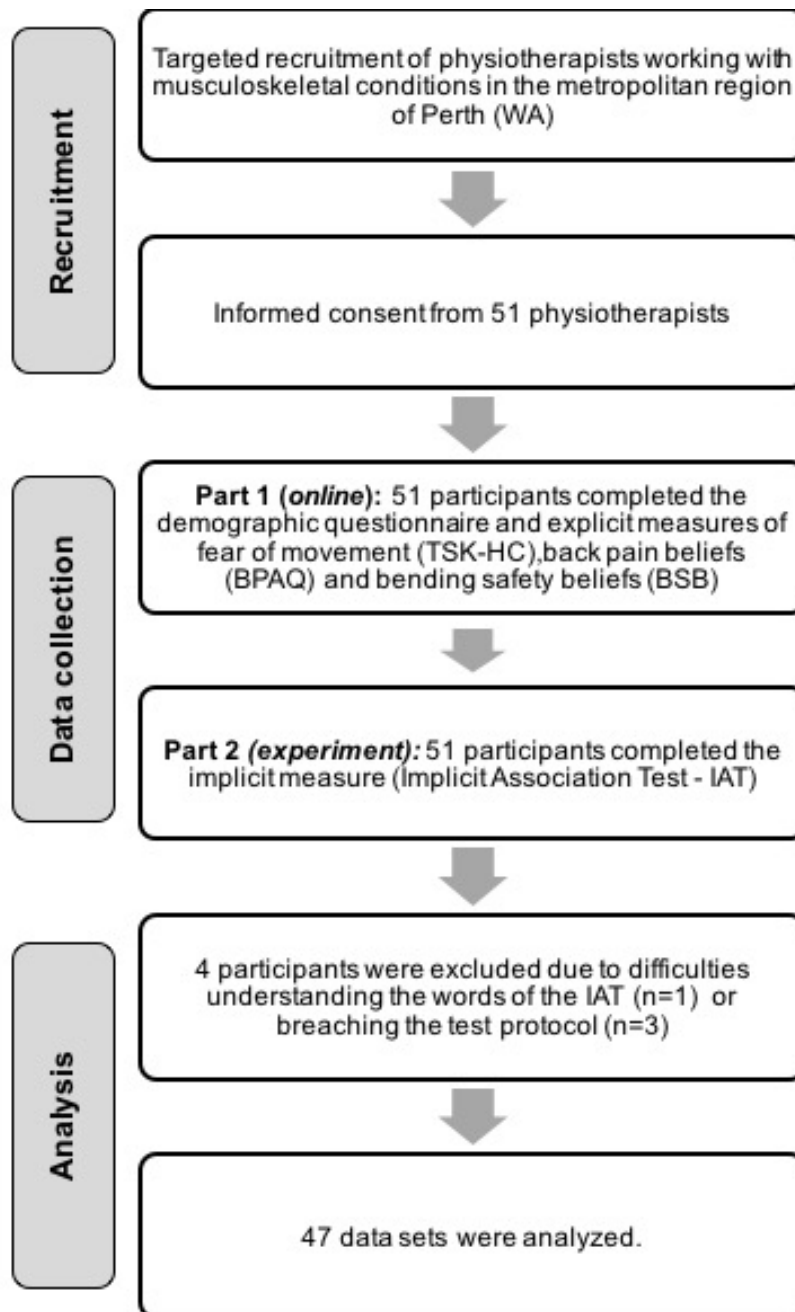 Recruitment
Targeted recruitment of physiotherapists working with
musculoskeletal conditions in the metropolitan region
of Perth (WA)
Informed consent from 51 physiotherapists
Data collection
Part 1 (online): 51 participants completed the
demographic questionnaire and explicit measures of
fear of movement (TSK-HC),back pain beliefs
(BPAQ) and bending safety beliefs (BSB)
Part 2 (experiment): 51 participants completed the
implicit measure (Implicit Association Test - IAT)
Analysis
4 participants were excluded due to difficulties
understanding the words of the IAT (n=1) or
breaching the test protocol (n=3)
47 data sets were analyzed.